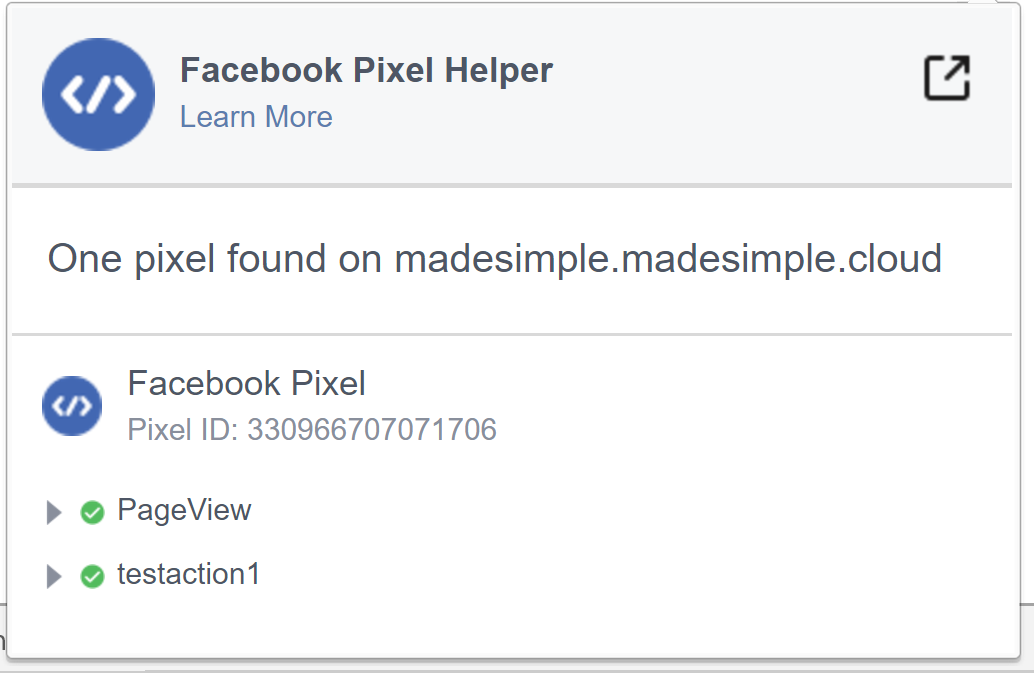 Facebook Pixel Helper
Learn More
One pixel found on madesimple.madesimple.cloud
Facebook Pixel
Pixel ID: 330966707071706
PageView
testaction1